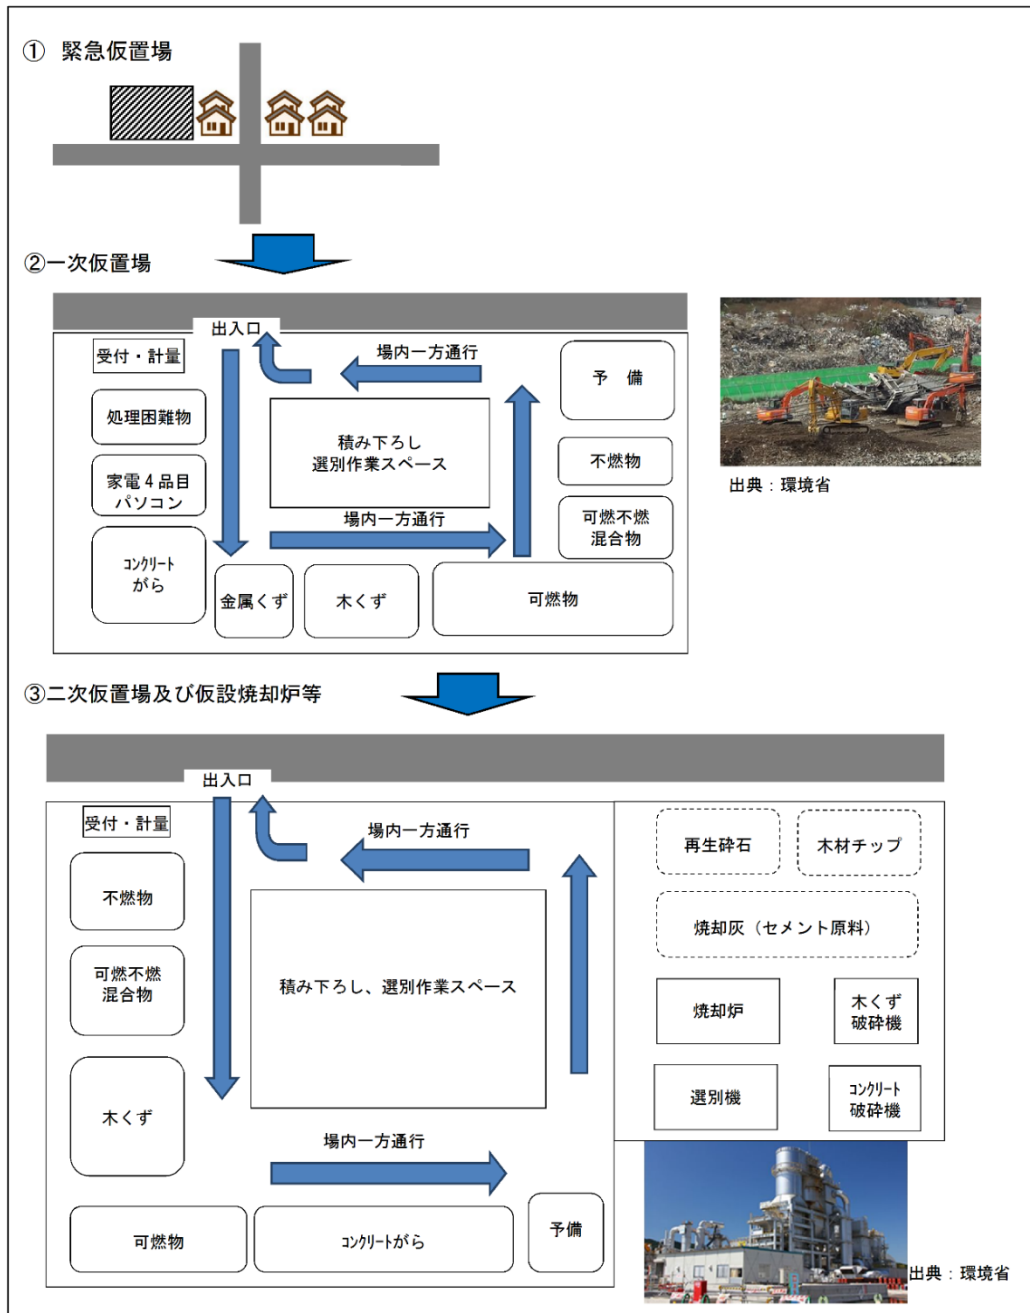 ① 緊急仮置場
②一次仮置場
出入口
受付・計量
場内一方通行
予　備
処理困難物
積み下ろし
選別作業スペース
不燃物
家電４品目
パソコン
場内一方通行
可燃不燃
混合物
ｺﾝｸﾘｰﾄ
がら
金属くず
木くず
可燃物
出典：環境省
③二次仮置場及び仮設焼却炉等
出入口
受付・計量
場内一方通行
不燃物
可燃不燃
混合物
積み下ろし、選別作業スペース
木くず
場内一方通行
可燃物
ｺﾝｸﾘｰﾄがら
予備
再生砕石
木材チップ
焼却灰（セメント原料）
焼却炉
木くず
破砕機
選別機
ｺﾝｸﾘｰﾄ
破砕機
出典：環境省